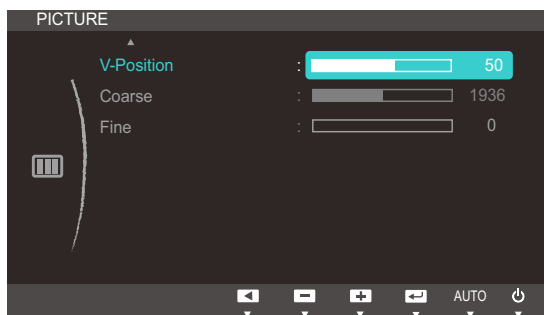 PICTURE
V-Position : 50
Coarse : 1936
Fine : 0
AUTO